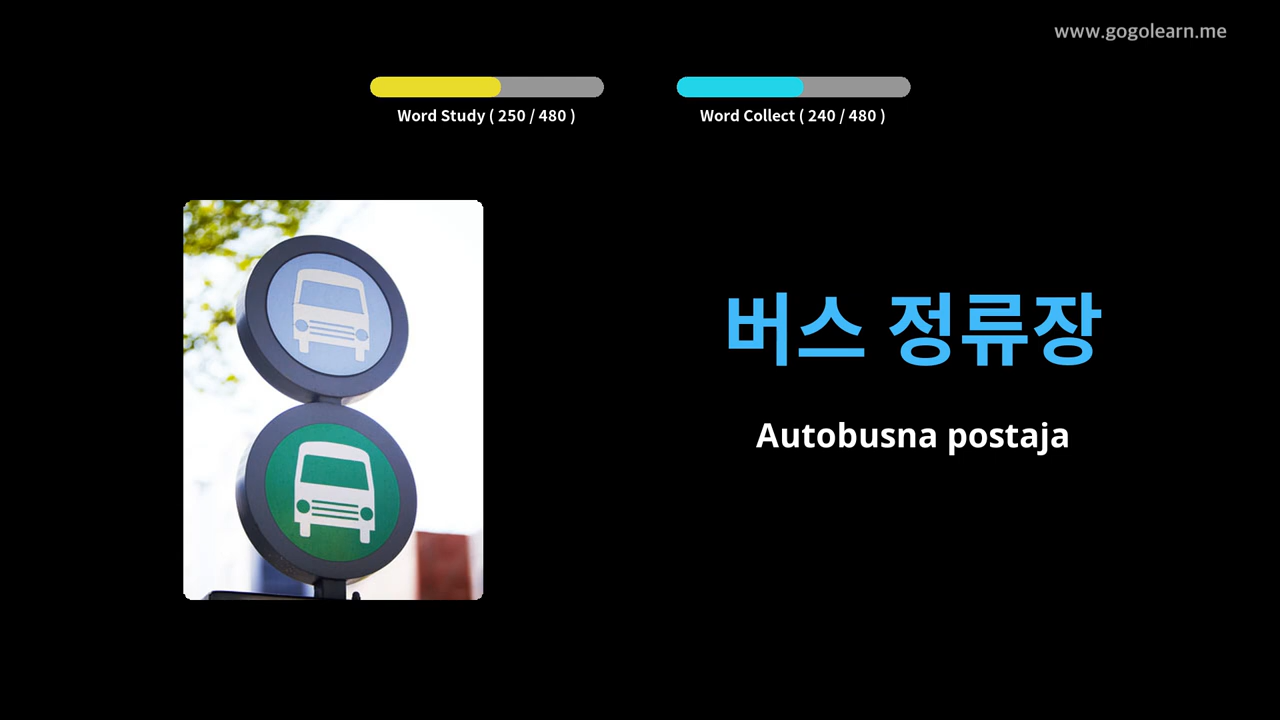 www.gogolearn.me
Word Study ( 250 / 480 )
Word Collect ( 240 / 480 )
버스 정류장
Autobusna postaja